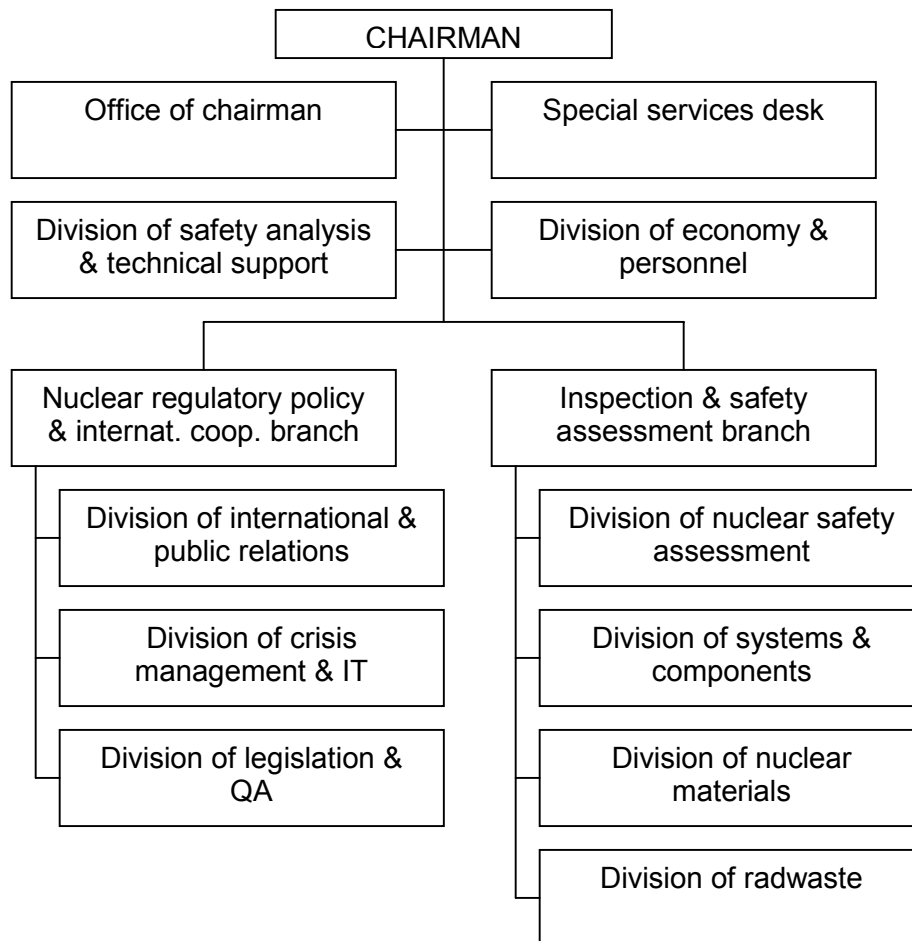 CHAIRMAN
Office of chairman
Special services desk
Division of safety analysis
& technical support
Division of economy &
personnel
Nuclear regulatory policy
& internat. coop. branch
Inspection & safety
assessment branch
Division of international &
public relations
Division of crisis
management & IT
Division of legislation &
QA
Division of nuclear safety
assessment
Division of systems &
components
Division of nuclear
materials
Division of radwaste